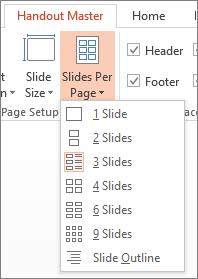 Handout Master Home
Slide Size Slides Per Page Header
Footer
Page Setup
1 Slide
2 Slides
3 Slides
4 Slides
6 Slides
9 Slides
Slide Outline